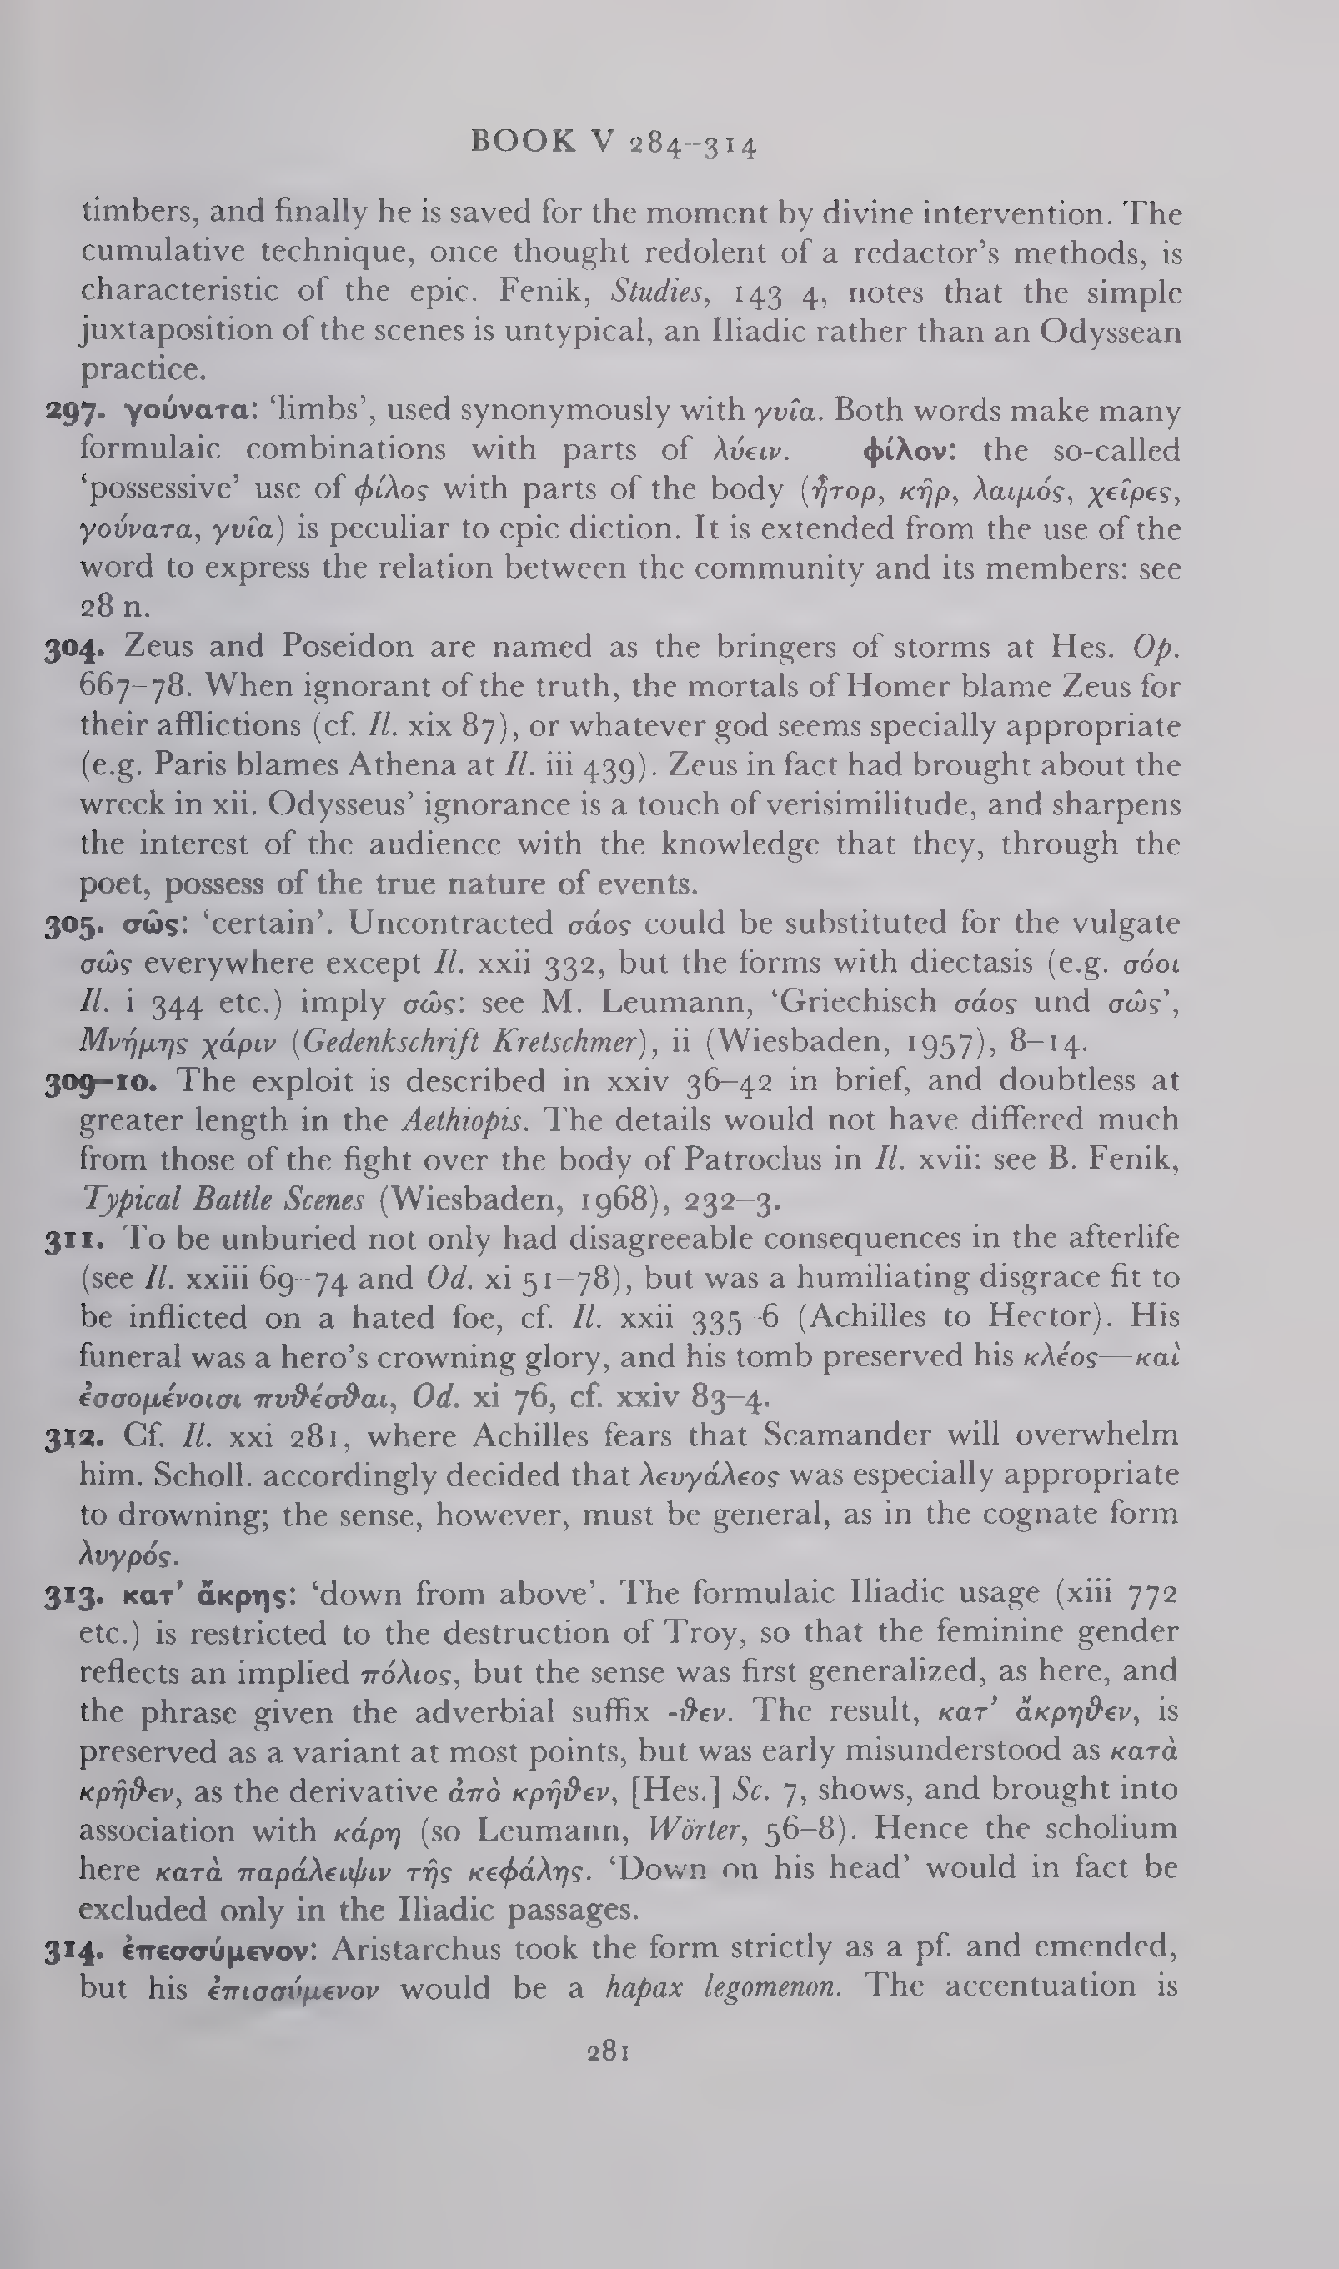 BOOK V 284–314
timbers, and finally he is saved for the moment by divine intervention. The
cumulative technique, once thought redolent of a redactor’s methods, is
characteristic of the epic. Fenik, Studies, 143 4, notes that the simple
juxtaposition of the scenes is untypical, an Iliadic rather than an Odyssean
practice.
297. γούνατα: ‘limbs’, used synonymously with γυῖα. Both words make many
formulaic combinations with parts of λύειν. φίλον: the so-called
‘possessive’ use of φίλος with parts of the body (ἦτορ, κῆρ, λαιμός, χεῖρες,
γούνατα, γυῖα) is peculiar to epic diction. It is extended from the use of the
word to express the relation between the community and its members: see
28 n.
304. Zeus and Poseidon are named as the bringers of storms at Hes. Op.
667–78. When ignorant of the truth, the mortals of Homer blame Zeus for
their afflictions (cf. Il. xix 87), or whatever god seems specially appropriate
(e.g. Paris blames Athena at Il. iii 439). Zeus in fact had brought about the
wreck in xii. Odysseus’ ignorance is a touch of verisimilitude, and sharpens
the interest of the audience with the knowledge that they, through the
poet, possess of the true nature of events.
305. σῶς: ‘certain’. Uncontracted σάος could be substituted for the vulgate
σῶς everywhere except Il. xxii 332, but the forms with diectasis (e.g. σόοι
Il. i 344 etc.) imply σῶς: see M. Leumann, ‘Griechisch σάος und σῶς’,
Μνήμης χάριν (Gedenkschrift Kretschmer), ii (Wiesbaden, 1957), 8–14.
309–10. The exploit is described in xxiv 36–42 in brief, and doubtless at
greater length in the Aethiopis. The details would not have differed much
from those of the fight over the body of Patroclus in Il. xvii: see B. Fenik,
Typical Battle Scenes (Wiesbaden, 1968), 232–3.
311. To be unburied not only had disagreeable consequences in the afterlife
(see Il. xxiii 69–74 and Od. xi 51–78), but was a humiliating disgrace fit to
be inflicted on a hated foe, cf. Il. xxii 335–6 (Achilles to Hector). His
funeral was a hero’s crowning glory, and his tomb preserved his κλέος—καὶ
ἐσσομένοισι πυθέσθαι, Od. xi 76, cf. xxiv 83–4.
312. Cf. Il. xxi 281, where Achilles fears that Scamander will overwhelm
him. Scholl. accordingly decided that λευγάλεος was especially appropriate
to drowning; the sense, however, must be general, as in the cognate form
λυγρός.
313. κατ’ ἄκρης: ‘down from above’. The formulaic Iliadic usage (xiii 772
etc.) is restricted to the destruction of Troy, so that the feminine gender
reflects an implied πόλιος, but the sense was first generalized, as here, and
the phrase given the adverbial suffix -θεν. The result, κατ’ ἄκρηθεν, is
preserved as a variant at most points, but was early misunderstood as κατὰ
κρῆθεν, as the derivative ἀπὸ κρῆθεν, [Hes.] Sc. 7, shows, and brought into
association with κάρη (so Leumann, Wörter, 56–8). Hence the scholium
here κατὰ παράλειψιν τῆς κεφάλης. ‘Down on his head’ would in fact be
excluded only in the Iliadic passages.
314. ἐπεσσύμενον: Aristarchus took the form strictly as a pf. and emended,
but his ἐπισσύμενον would be a hapax legomenon. The accentuation is
281